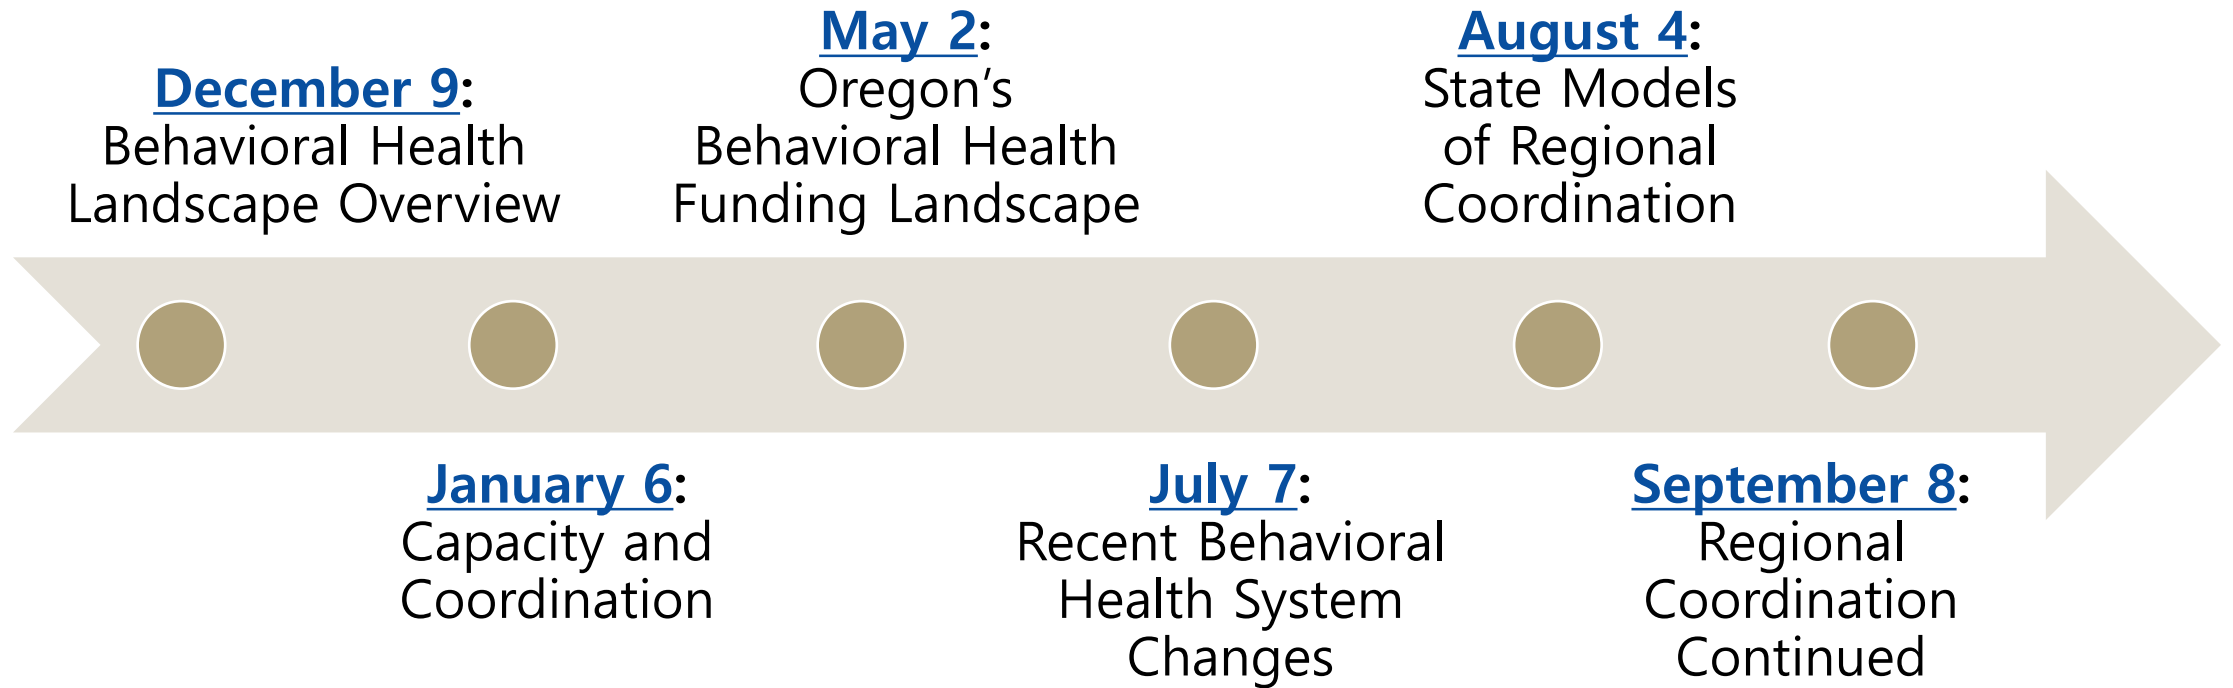 December 9:
Behavioral Health
Landscape Overview
January 6:
Capacity and
Coordination
May 2:
Oregon’s
Behavioral Health
Funding Landscape
July 7:
Recent Behavioral
Health System
Changes
August 4:
State Models
of Regional
Coordination
September 8:
Regional
Coordination
Continued